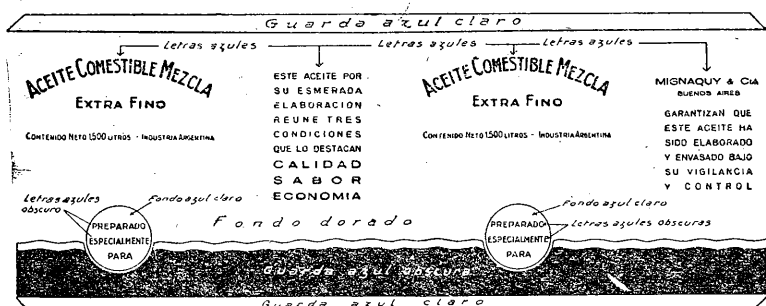 Guarda azul claro
Letras azules
Letras azules
Letras azules
ACEITE COMESTIBLE MEZCLA
EXTRA FINO
CONTENIDO NETO 1,500 LITROS - INDUSTRIA ARGENTINA
ESTE ACEITE POR
SU ESMERADA
ELABORACION
REUNE TRES
CONDICIONES
QUE LO DESTACAN
CALIDAD
SABOR
ECONOMIA
ACEITE COMESTIBLE MEZCLA
EXTRA FINO
CONTENIDO NETO 1500 LITROS - INDUSTRIA ARGENTINA
MIGNAQUY & CIA
BUENOS AIRES
GARANTIZAN QUE
ESTE ACEITE HA
SIDO ELABORADO
Y ENVASADO BAJO
SU VIGILANCIA
Y CONTROL
Letras azules
obscuro
Fondo azul claro
PREPARADO
ESPECIALMENTE
PARA
Fondo dorado
Fondo azul claro
Letras azules obscuras
PREPARADO
ESPECIALMENTE
PARA
Guarda azul obscura
Guarda azul claro